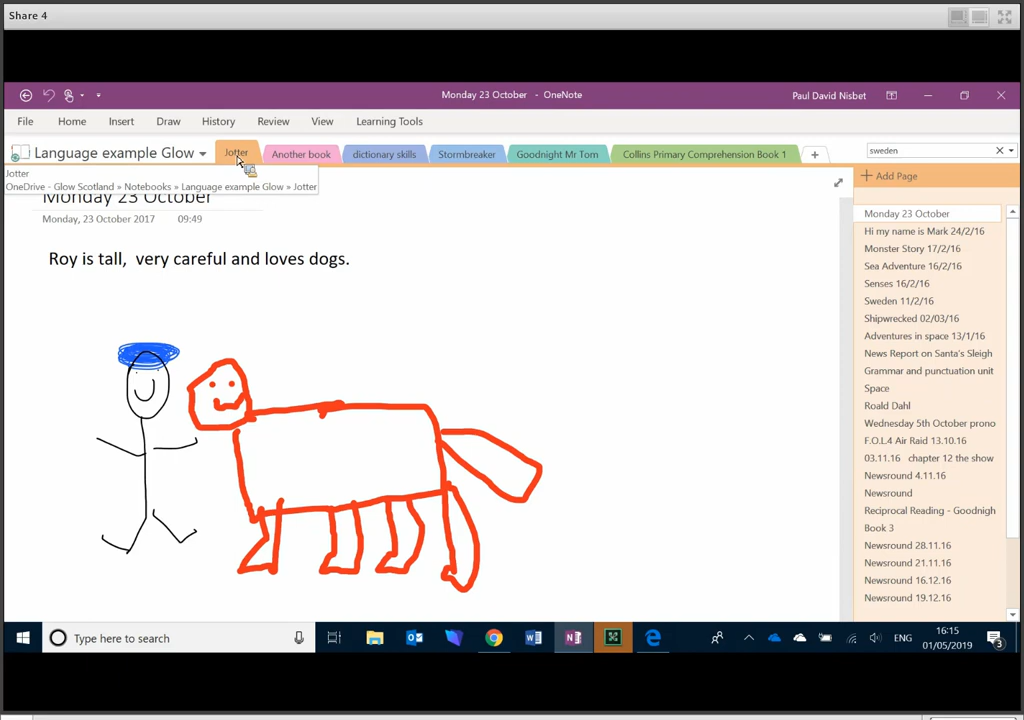 Share 4
Monday 23 October - OneNote
Paul David Nisbet
File Home Insert Draw History Review View Learning Tools
Language example Glow
Jotter
Another book
dictionary skills
Stormbreaker
Goodnight Mr Tom
Collins Primary Comprehension Book 1
sweden
Jotter
OneDrive - Glow Scotland » Notebooks » Language example Glow » Jotter
Monday 23 October
Monday, 23 October 2017 09:49
Roy is tall,  very careful and loves dogs.
Add Page
Monday 23 October
Hi my name is Mark 24/2/16
Monster Story 17/2/16
Sea Adventure 16/2/16
Senses 16/2/16
Sweden 11/2/16
Shipwrecked 02/03/16
Adventures in space 13/1/16
News Report on Santa's Sleigh
Grammar and punctuation unit
Space
Roald Dahl
Wednesday 5th October prono
F.O.L4 Air Raid 13.10.16
03.11.16 chapter 12 the show
Newsround 4.11.16
Newsround
Reciprocal Reading - Goodnigh
Book 3
Newsround 28.11.16
Newsround 21.11.16
Newsround 16.12.16
Newsround 19.12.16
Type here to search
ENG
16:15
01/05/2019
3